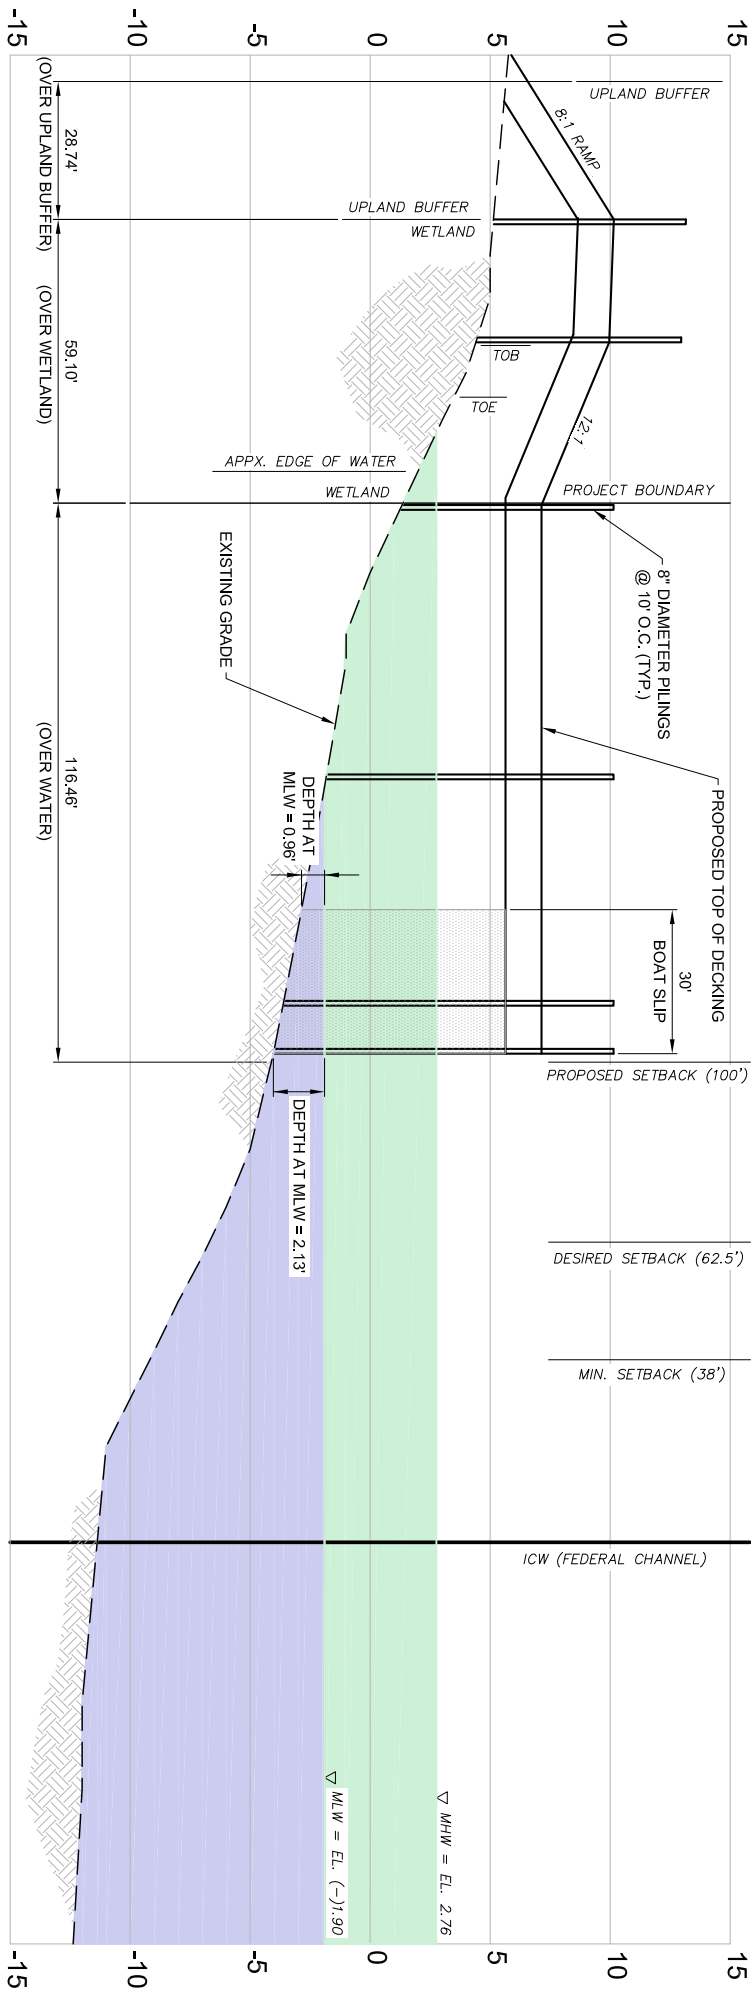 -15
-10
-5
0
5
10
15
UPLAND BUFFER
8:1 RAMP
28.74'
(OVER UPLAND BUFFER)
UPLAND BUFFER
WETLAND
59.10'
(OVER WETLAND)
TOB
TOE
12:1
APPX. EDGE OF WATER
WETLAND
PROJECT BOUNDARY
8" DIAMETER PILINGS
@ 10' O.C. (TYP.)
EXISTING GRADE
PROPOSED TOP OF DECKING
116.46'
(OVER WATER)
DEPTH AT
MLW = 0.96'
30'
BOAT SLIP
PROPOSED SETBACK (100')
DEPTH AT MLW = 2.13'
DESIRED SETBACK (62.5')
MIN. SETBACK (38')
ICW (FEDERAL CHANNEL)
MHW = EL. 2.76
MLW = EL. (-)1.90
-15
-10
-5
0
5
10
15